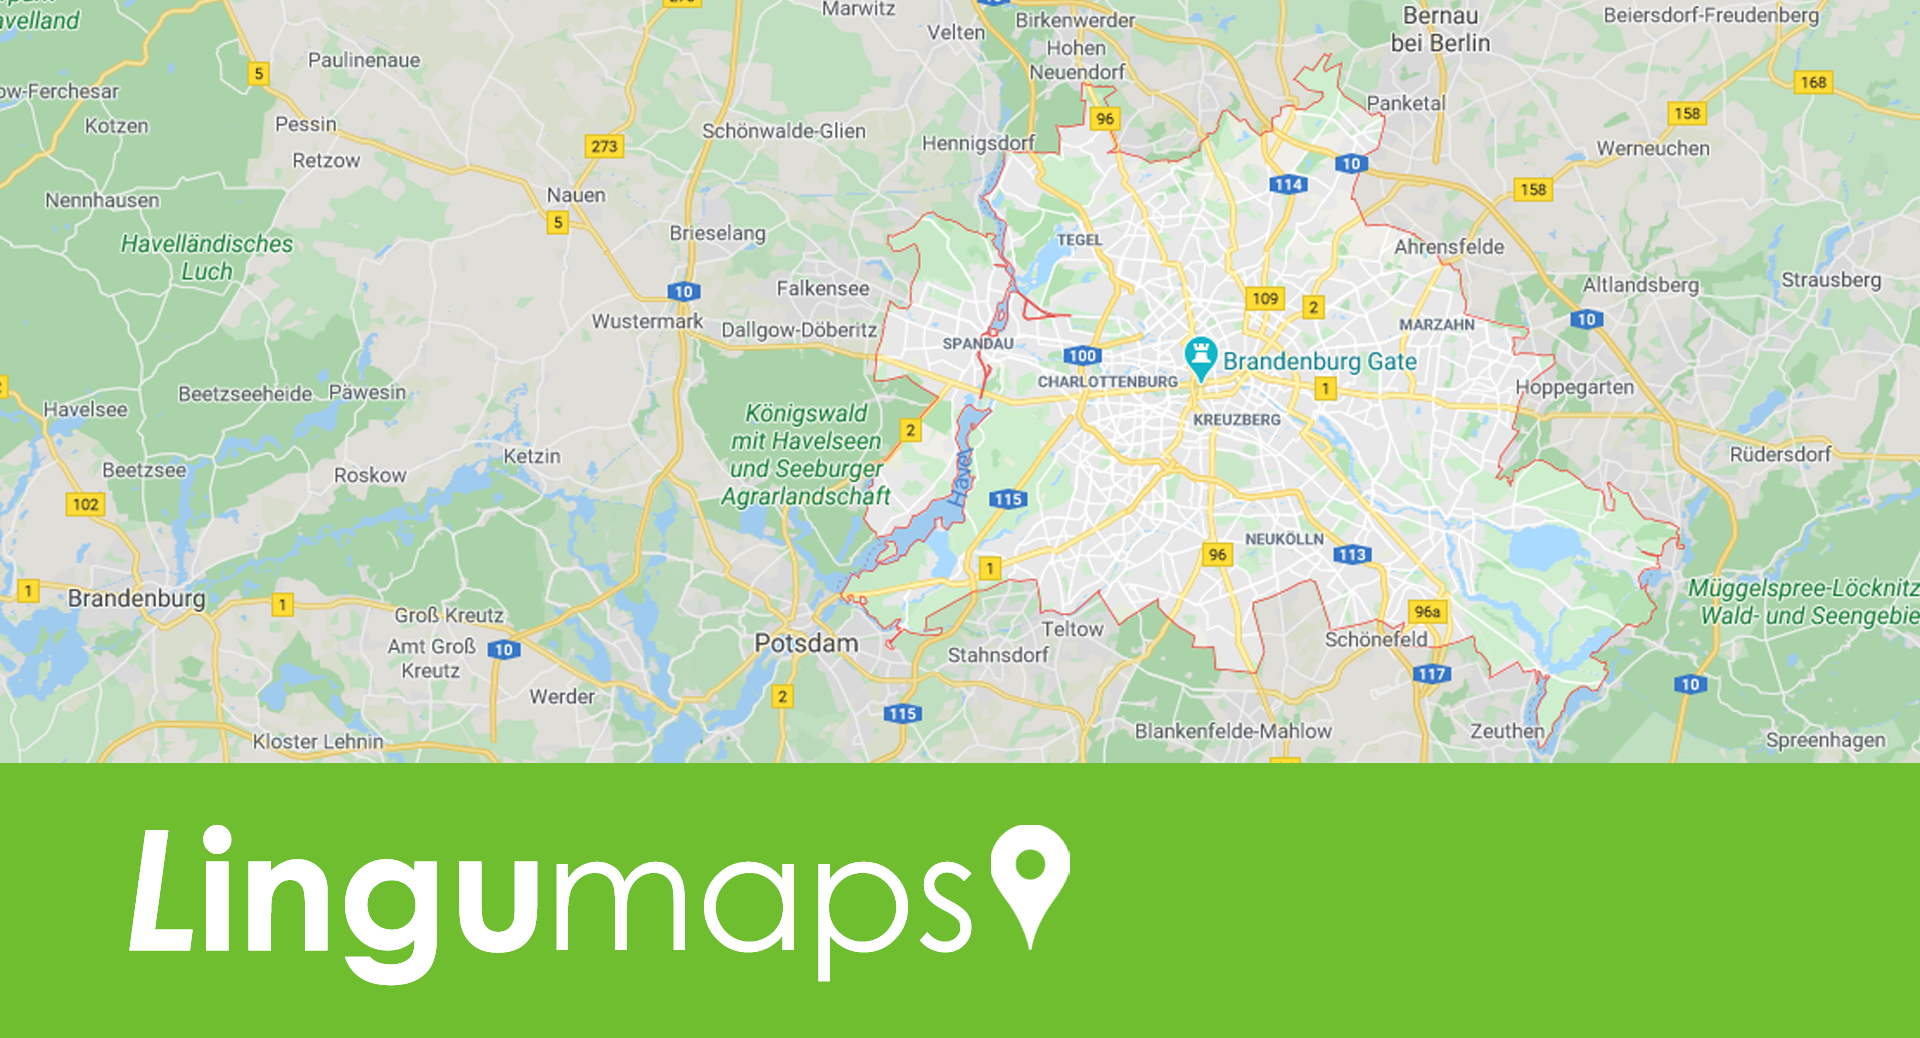 Marwitz
Birkenwerder
Bernau
bei Berlin
Beiersdorf-Freudenberg
Velten
Hohen
Neuendorf
Paulinenaue
5
168
Panketal
96
158
Kotzen
Pessin
273
Schönwalde-Glien
Hennigsdorf
Werneuchen
Retzow
10
114
158
Nennhausen
Nauen
5
Brieselang
TEGEL
Ahrensfelde
Havelländisches
Luch
10
Falkensee
109
2
Altlandsberg
Strausberg
Wustermark
Dallgow-Döberitz
SPANDAU
MARZAHN
10
100
Brandenburg Gate
CHARLOTTENBURG
1
Hoppegarten
Beetzseeheide
Päwesin
Havelsee
Königswald
mit Havelseen
und Seeburger
Agrarlandschaft
2
KREUZBERG
Beetzsee
Roskow
Ketzin
Havel
Rüdersdorf
102
115
NEUKÖLLN
96
113
1
1
Brandenburg
1
Groß Kreutz
Amt Groß
Kreutz
10
Potsdam
Teltow
Stahnsdorf
96a
Schönefeld
117
Müggelspree-Löcknitz
Wald- und Seengebie
10
Werder
2
115
Kloster Lehnin
Blankenfelde-Mahlow
Zeuthen
Spreenhagen
Lingumaps